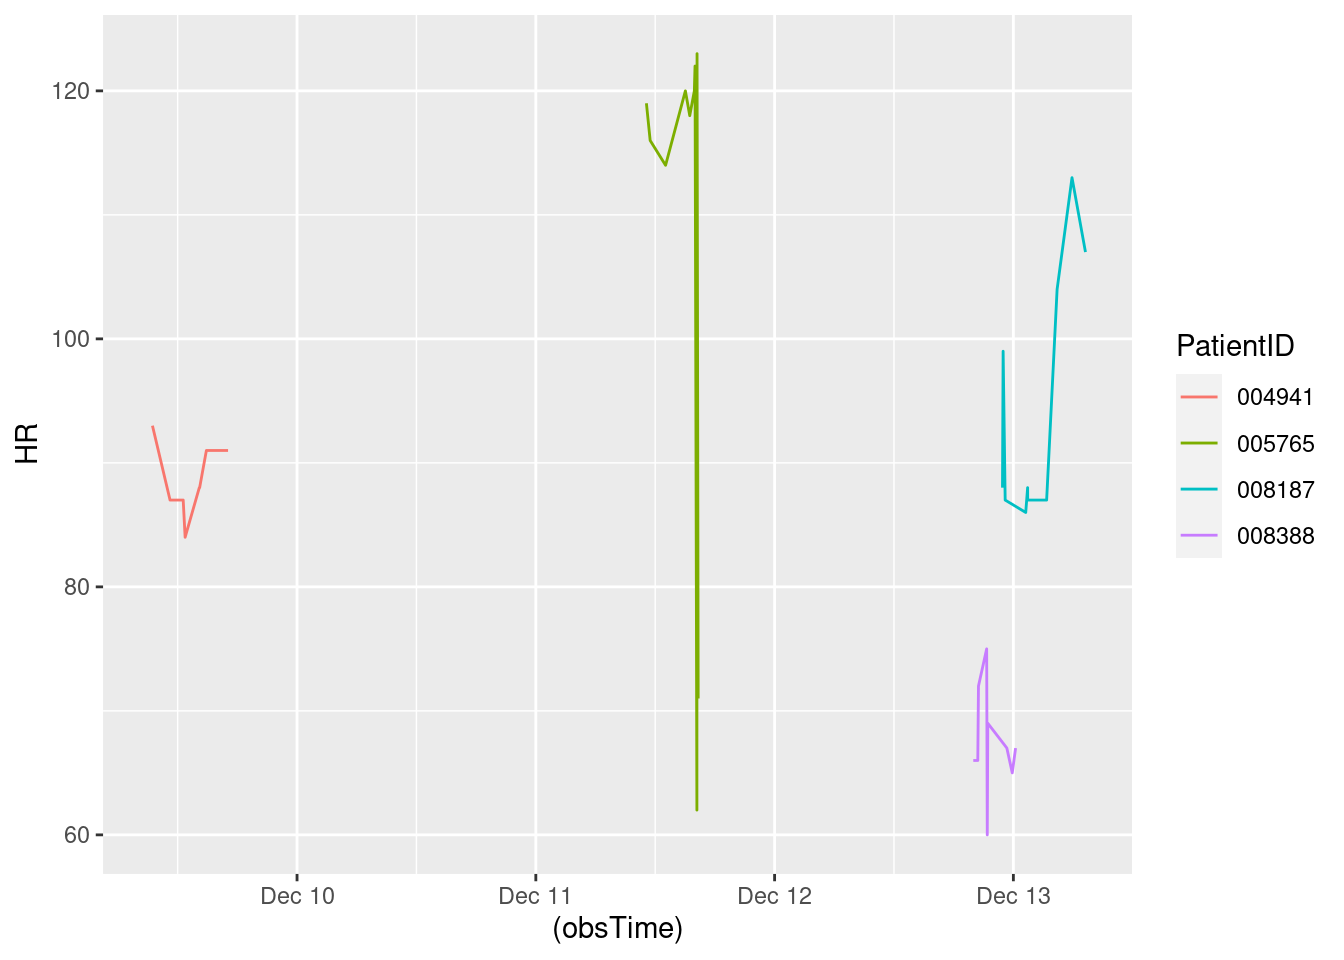 120
100
80
60
HR
Dec 10
Dec 11
Dec 12
Dec 13
(obsTime)
PatientID
004941
005765
008187
008388